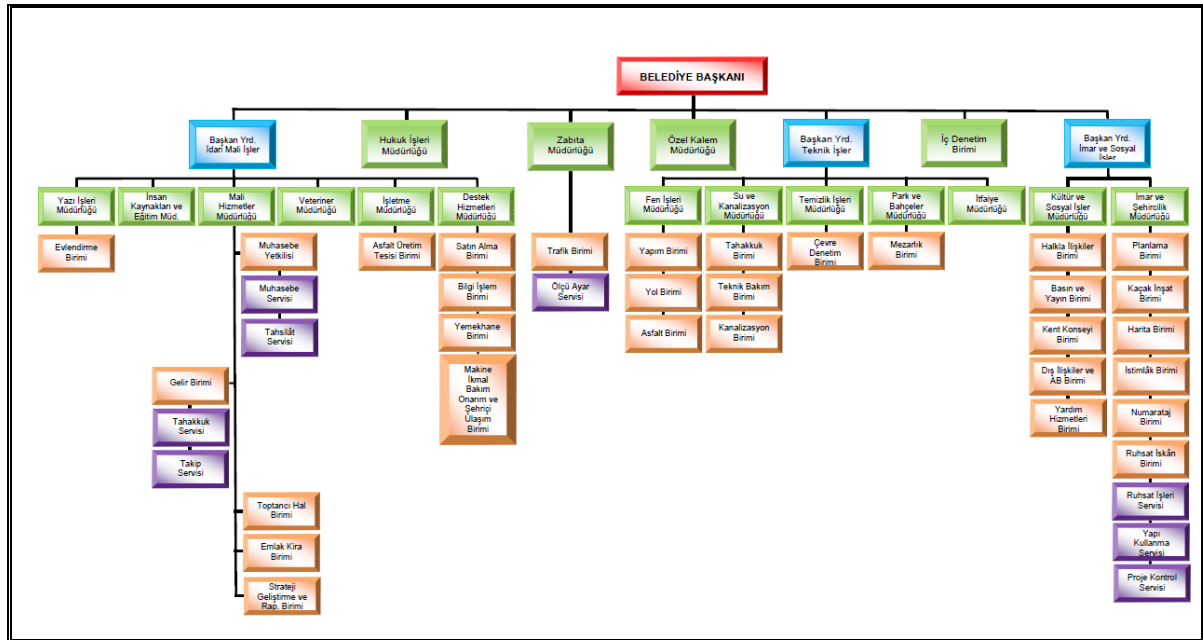 BELEDİYE BAŞKANI
Başkan Yrd.
İdari Mali İşler
Hukuk İşleri
Müdürlüğü
Zabıta
Müdürlüğü
Özel Kalem
Müdürlüğü
Başkan Yrd.
Teknik İşler
İç Denetim
Birimi
Başkan Yrd.
İmar ve Sosyal
İşler
Yazı İşleri
Müdürlüğü
İnsan
Kaynakları ve
Eğitim Müd.
Mali
Hizmetler
Müdürlüğü
Veteriner
Müdürlüğü
İşletme
Müdürlüğü
Destek
Hizmetleri
Müdürlüğü
Fen İşleri
Müdürlüğü
Su ve
Kanalizasyon
Müdürlüğü
Temizlik İşleri
Müdürlüğü
Park ve
Bahçeler
Müdürlüğü
İtfaiye
Müdürlüğü
Kültür ve
Sosyal İşler
Müdürlüğü
İmar ve
Şehircilik
Müdürlüğü
Evlendirme
Birimi
Muhasebe
Yetkilisi
Muhasebe
Servisi
Tahsilât
Servisi
Gelir Birimi
Tahakkuk
Servisi
Takip
Servisi
Toptancı Hal
Birimi
Emlak Kira
Birimi
Strateji
Geliştirme ve
Rap. Birimi
Asfalt Üretim
Tesisi Birimi
Satın Alma
Birimi
Bilgi İşlem
Birimi
Yemekhane
Birimi
Makine
İkmal
Bakım
Onarım ve
Şehriçi
Ulaşım
Birimi
Trafik Birimi
Ölçü Ayar
Servisi
Yapım Birimi
Yol Birimi
Asfalt Birimi
Tahakkuk
Birimi
Teknik Bakım
Birimi
Kanalizasyon
Birimi
Çevre
Denetim
Birimi
Mezarlık
Birimi
Halkla İlişkiler
Birimi
Basın ve
Yayın Birimi
Kent Konseyi
Birimi
Dış İlişkiler ve
AB Birimi
Yardım
Hizmetleri
Birimi
Planlama
Birimi
Kaçak İnşat
Birimi
Harita Birimi
İstimlâk Birimi
Numarataj
Birimi
Ruhsat İskân
Birimi
Ruhsat İşleri
Servisi
Yapı
Kullanma
Servisi
Proje Kontrol
Servisi